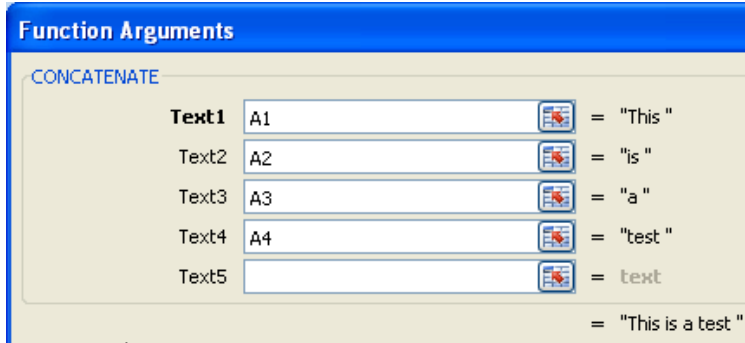 Function Arguments
CONCATENATE
Text1 A1 = "This "
Text2 A2 = "is "
Text3 A3 = "a "
Text4 A4 = "test "
Text5 = text
= "This is a test "